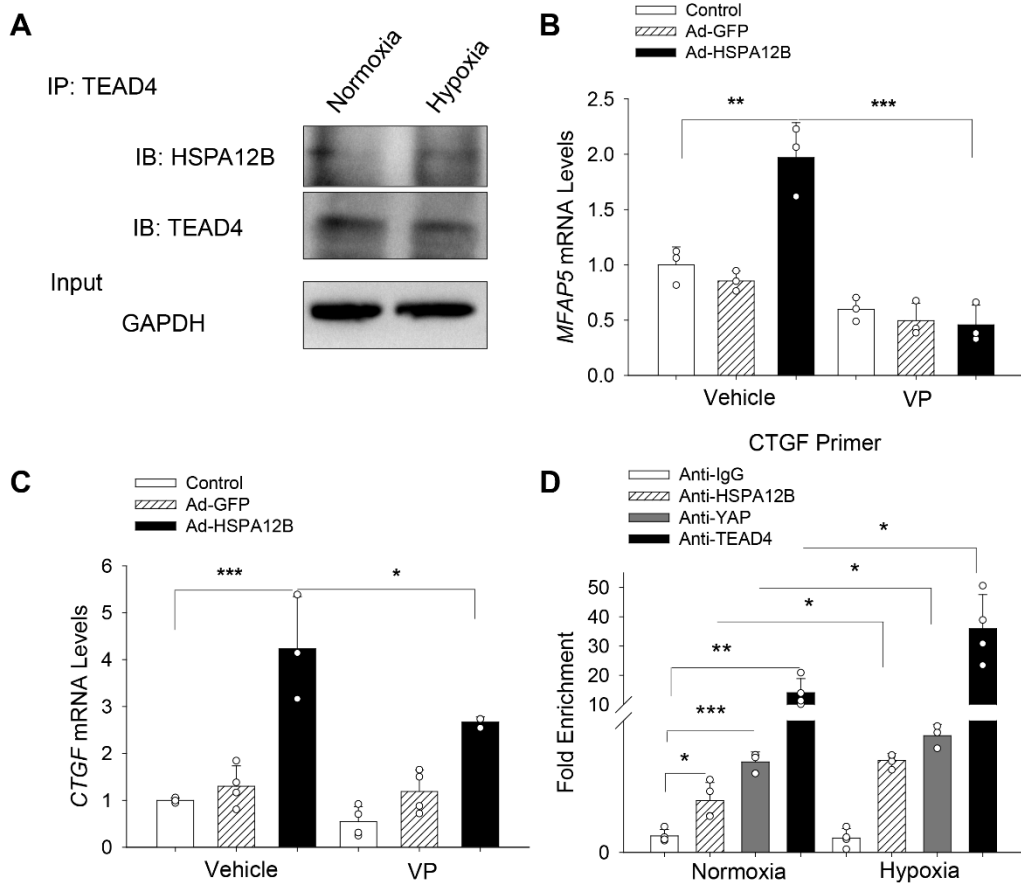 A
Normoxia
Hypoxia
IP: TEAD4
IB: HSPA12B
IB: TEAD4
Input
GAPDH
B
Control
Ad-GFP
Ad-HSPA12B
MFAP5 mRNA Levels
2.5
2.0
1.5
1.0
0.5
0.0
**
***
Vehicle
VP
C
Control
Ad-GFP
Ad-HSPA12B
CTGF mRNA Levels
6
5
4
3
2
1
0
***
*
Vehicle
VP
CTGF Primer
D
Anti-IgG
Anti-HSPA12B
Anti-YAP
Anti-TEAD4
Fold Enrichment
50
40
30
20
10
0
*
*
*
**
***
*
Normoxia
Hypoxia